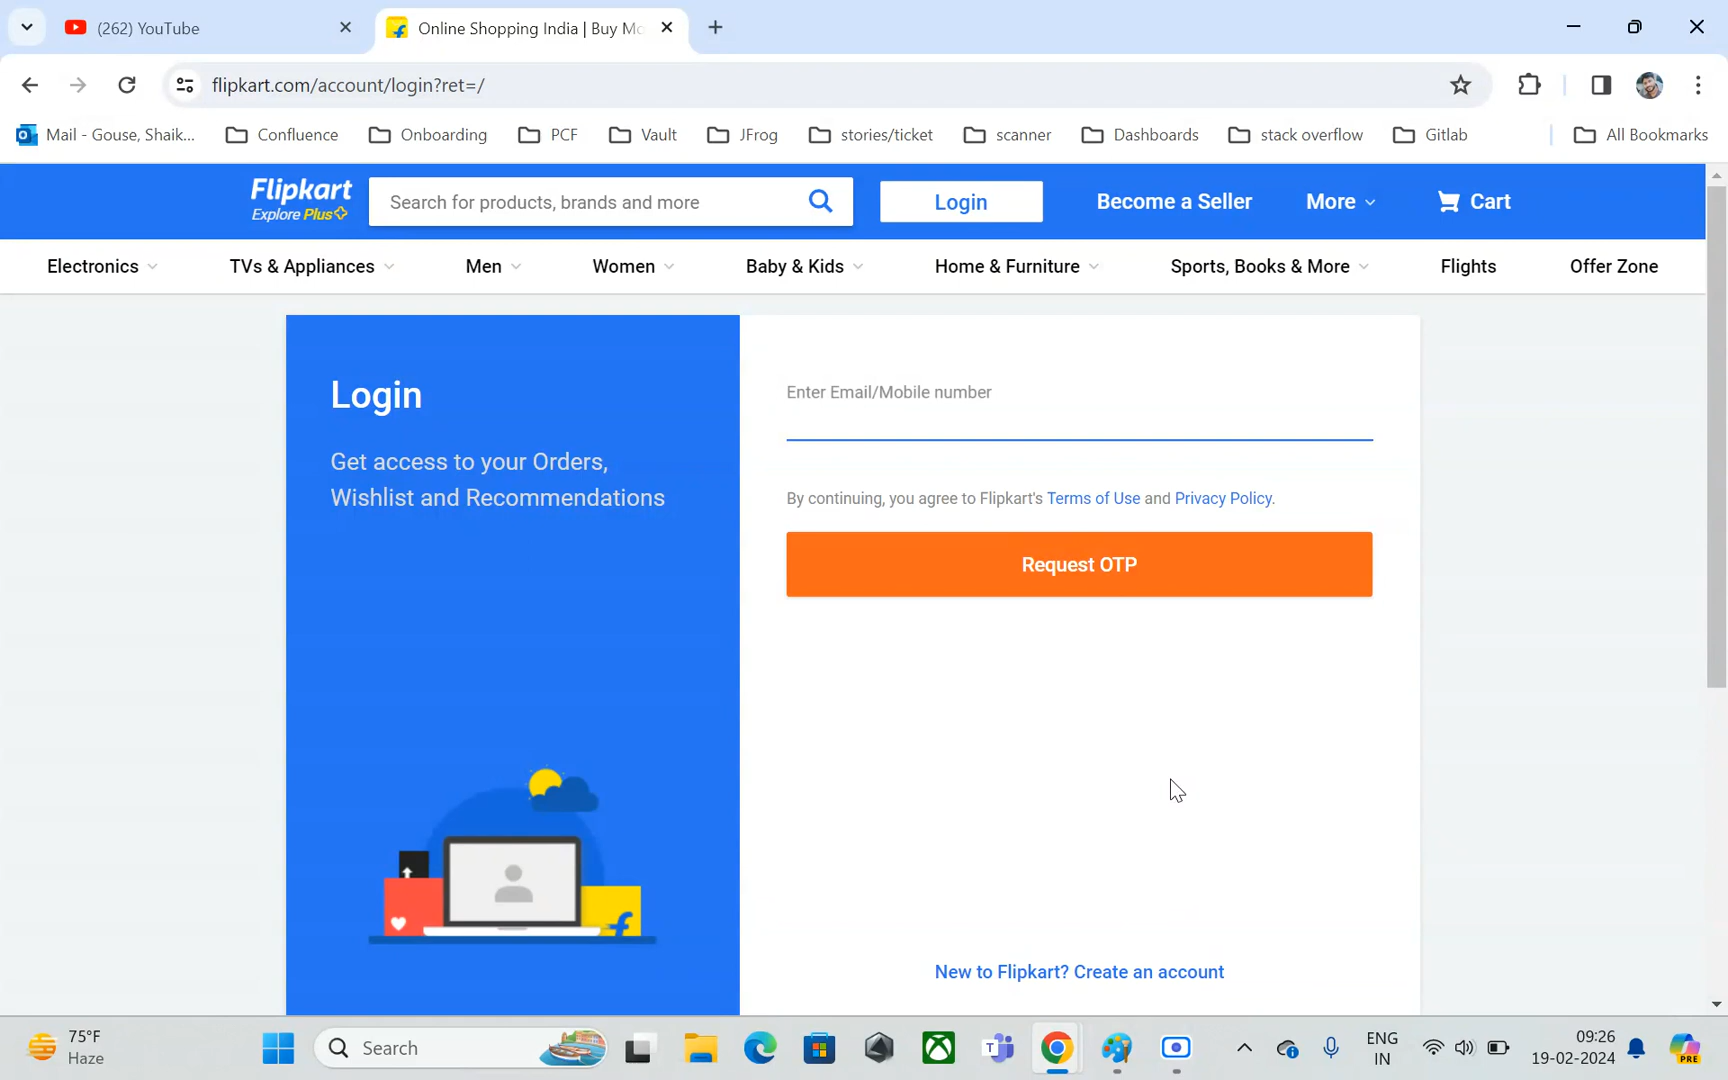 (262) YouTube
Online Shopping India | Buy Mo
flipkart.com/account/login?ret=/
Mail - Gouse, Shaik... Confluence Onboarding PCF Vault JFrog stories/ticket scanner Dashboards stack overflow Gitlab All Bookmarks
Flipkart
Explore Plus
Search for products, brands and more
Login
Become a Seller
More
Cart
Electronics TVs & Appliances Men Women Baby & Kids Home & Furniture Sports, Books & More Flights Offer Zone
Login
Get access to your Orders,
Wishlist and Recommendations
Enter Email/Mobile number
By continuing, you agree to Flipkart's Terms of Use and Privacy Policy.
Request OTP
New to Flipkart? Create an account
75°F
Haze
Search
T
ENG
IN
09:26
19-02-2024
PRE